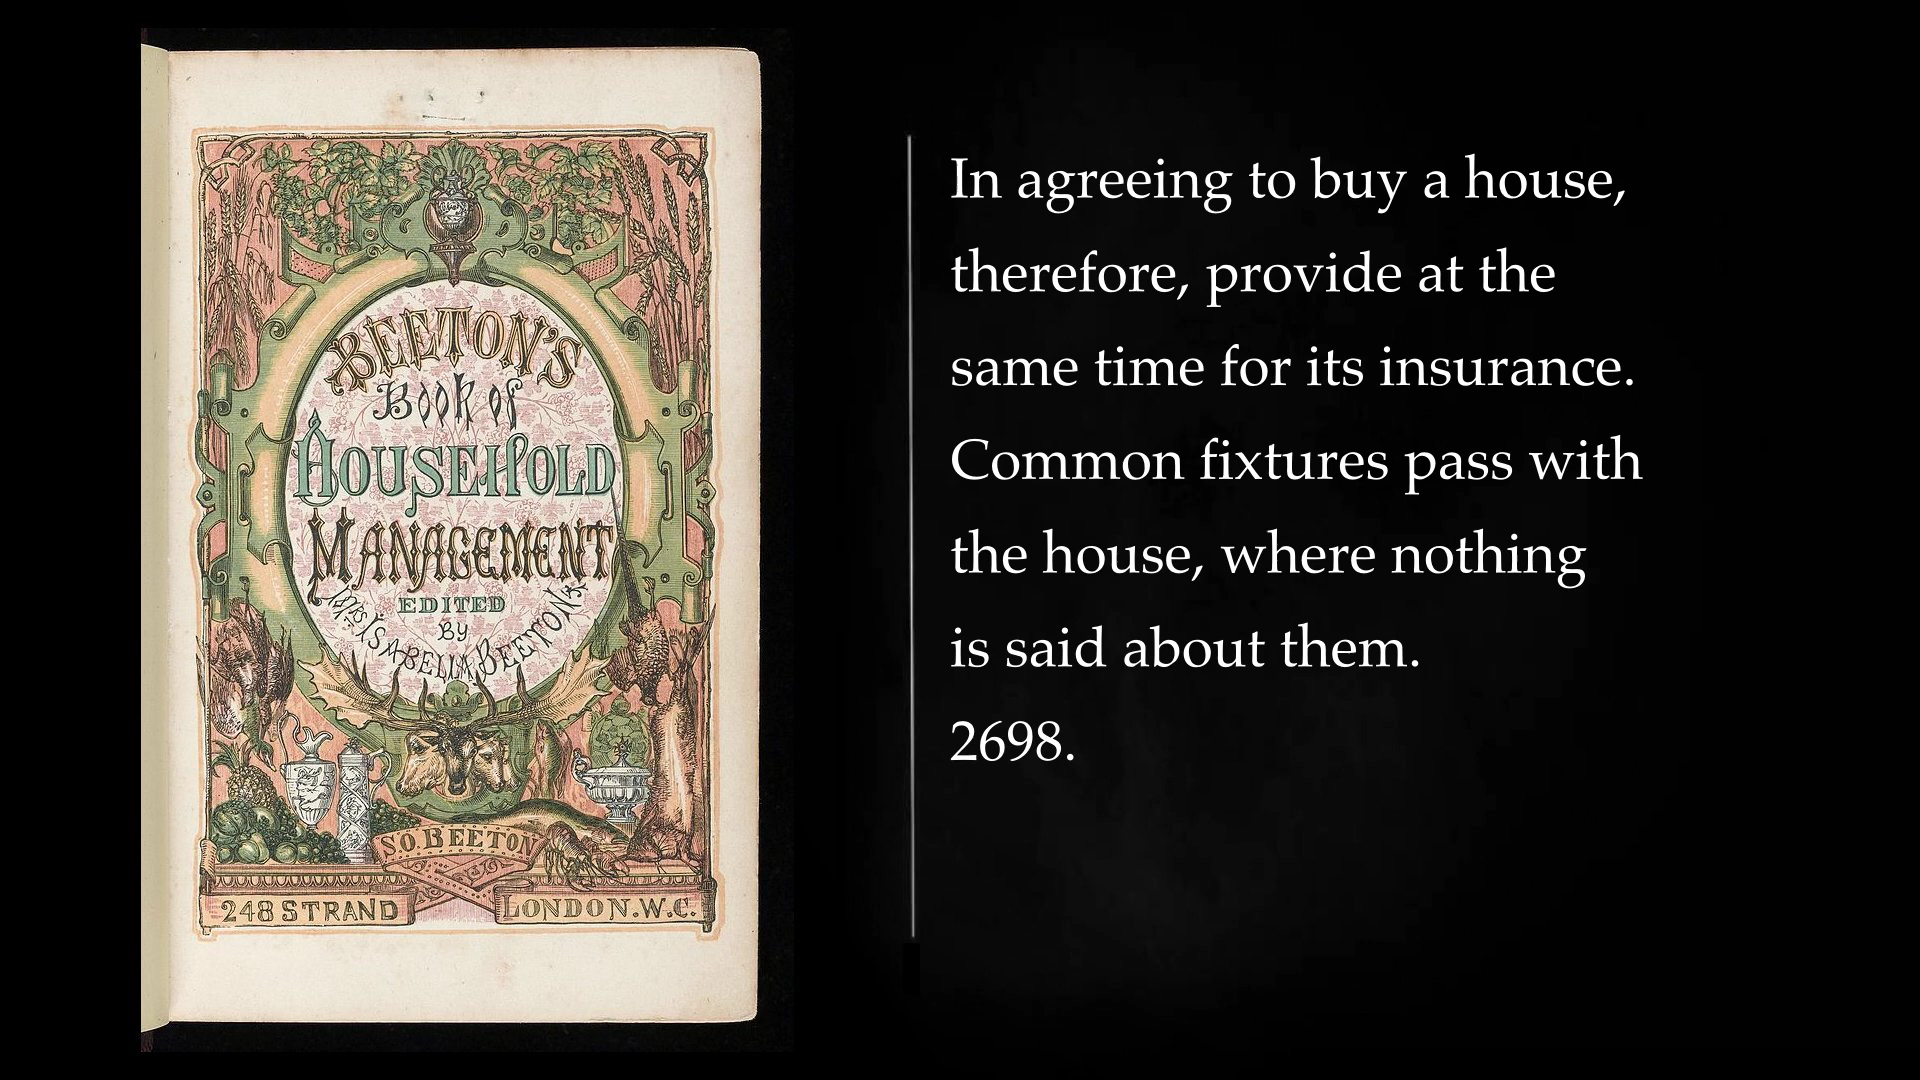 BEETON'S
Book of
HOUSEHOLD
MANAGEMENT
EDITED
BY
MRS ISABELLA BEETON
S.O. BEETON
248 STRAND
LONDON. W.C.
In agreeing to buy a house,
therefore, provide at the
same time for its insurance.
Common fixtures pass with
the house, where nothing
is said about them.
2698.